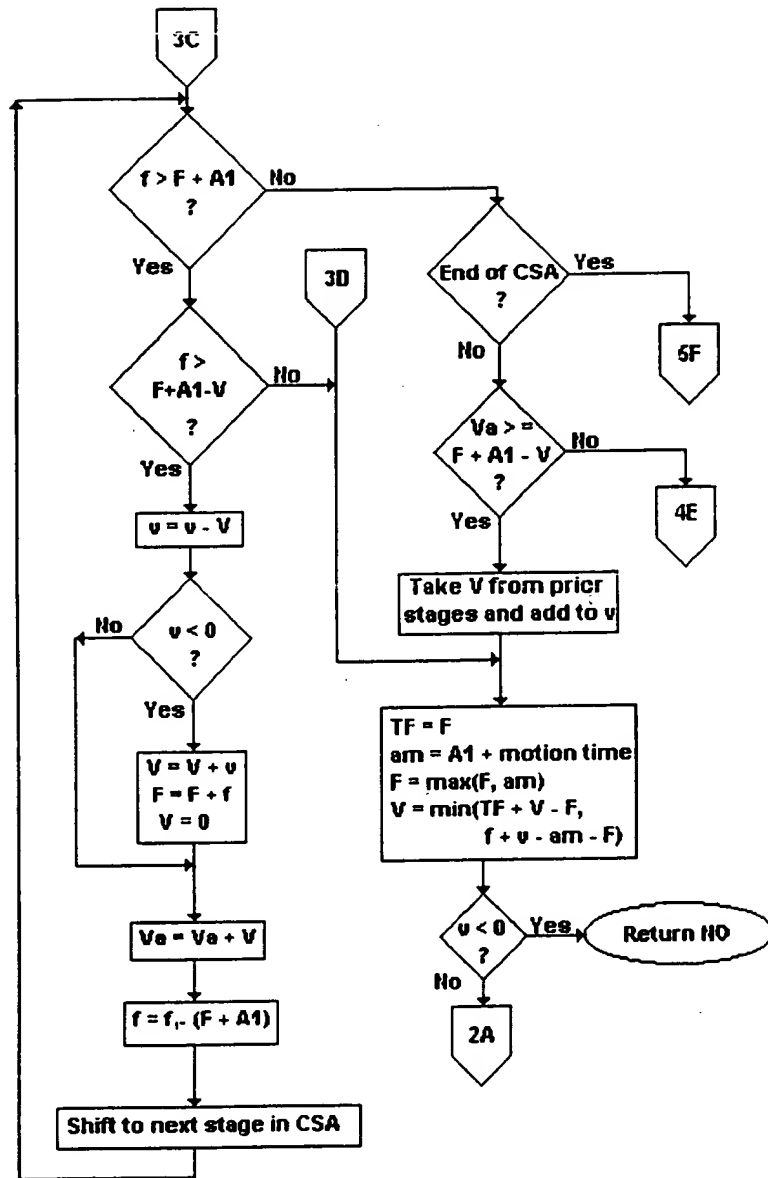 3C
f > F + A1
?
No
Yes
End of CSA
?
Yes
No
3D
5F
f >
F+A1-V
?
No
Yes
Va >=
F + A1 - V
?
No
Yes
4E
v = v - V
Take V from prior
stages and add to v
v < 0
?
No
Yes
TF = F
am = A1 + motion time
F = max(F, am)
V = min(TF + V - F,
f + v - am - F)
V = V + v
F = F + f
V = 0
v < 0
?
Yes
No
Return NO
Va = Va + V
2A
f = f,- (F + A1)
Shift to next stage in CSA